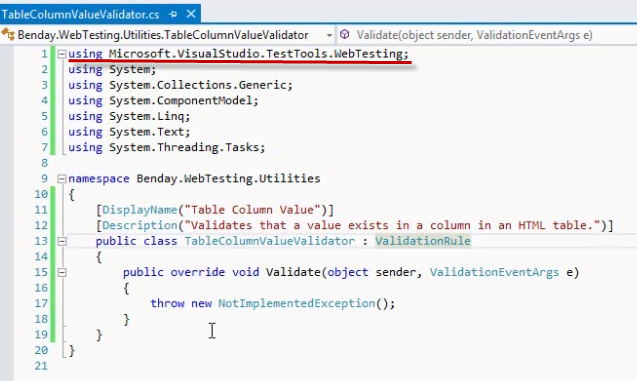 TableColumnValueValidator.cs
Benday.WebTesting.Utilities.TableColumnValueValidator Validate(object sender, ValidationEventArgs e)
1 using Microsoft.VisualStudio.TestTools.WebTesting;
2 using System;
3 using System.Collections.Generic;
4 using System.ComponentModel;
5 using System.Linq;
6 using System.Text;
7 using System.Threading.Tasks;
8
9 namespace Benday.WebTesting.Utilities
10 {
11 [DisplayName("Table Column Value")]
12 [Description("Validates that a value exists in a column in an HTML table.")]
13 public class TableColumnValueValidator : ValidationRule
14 {
15 public override void Validate(object sender, ValidationEventArgs e)
16 {
17 throw new NotImplementedException();
18 }
19 }
20 }
21